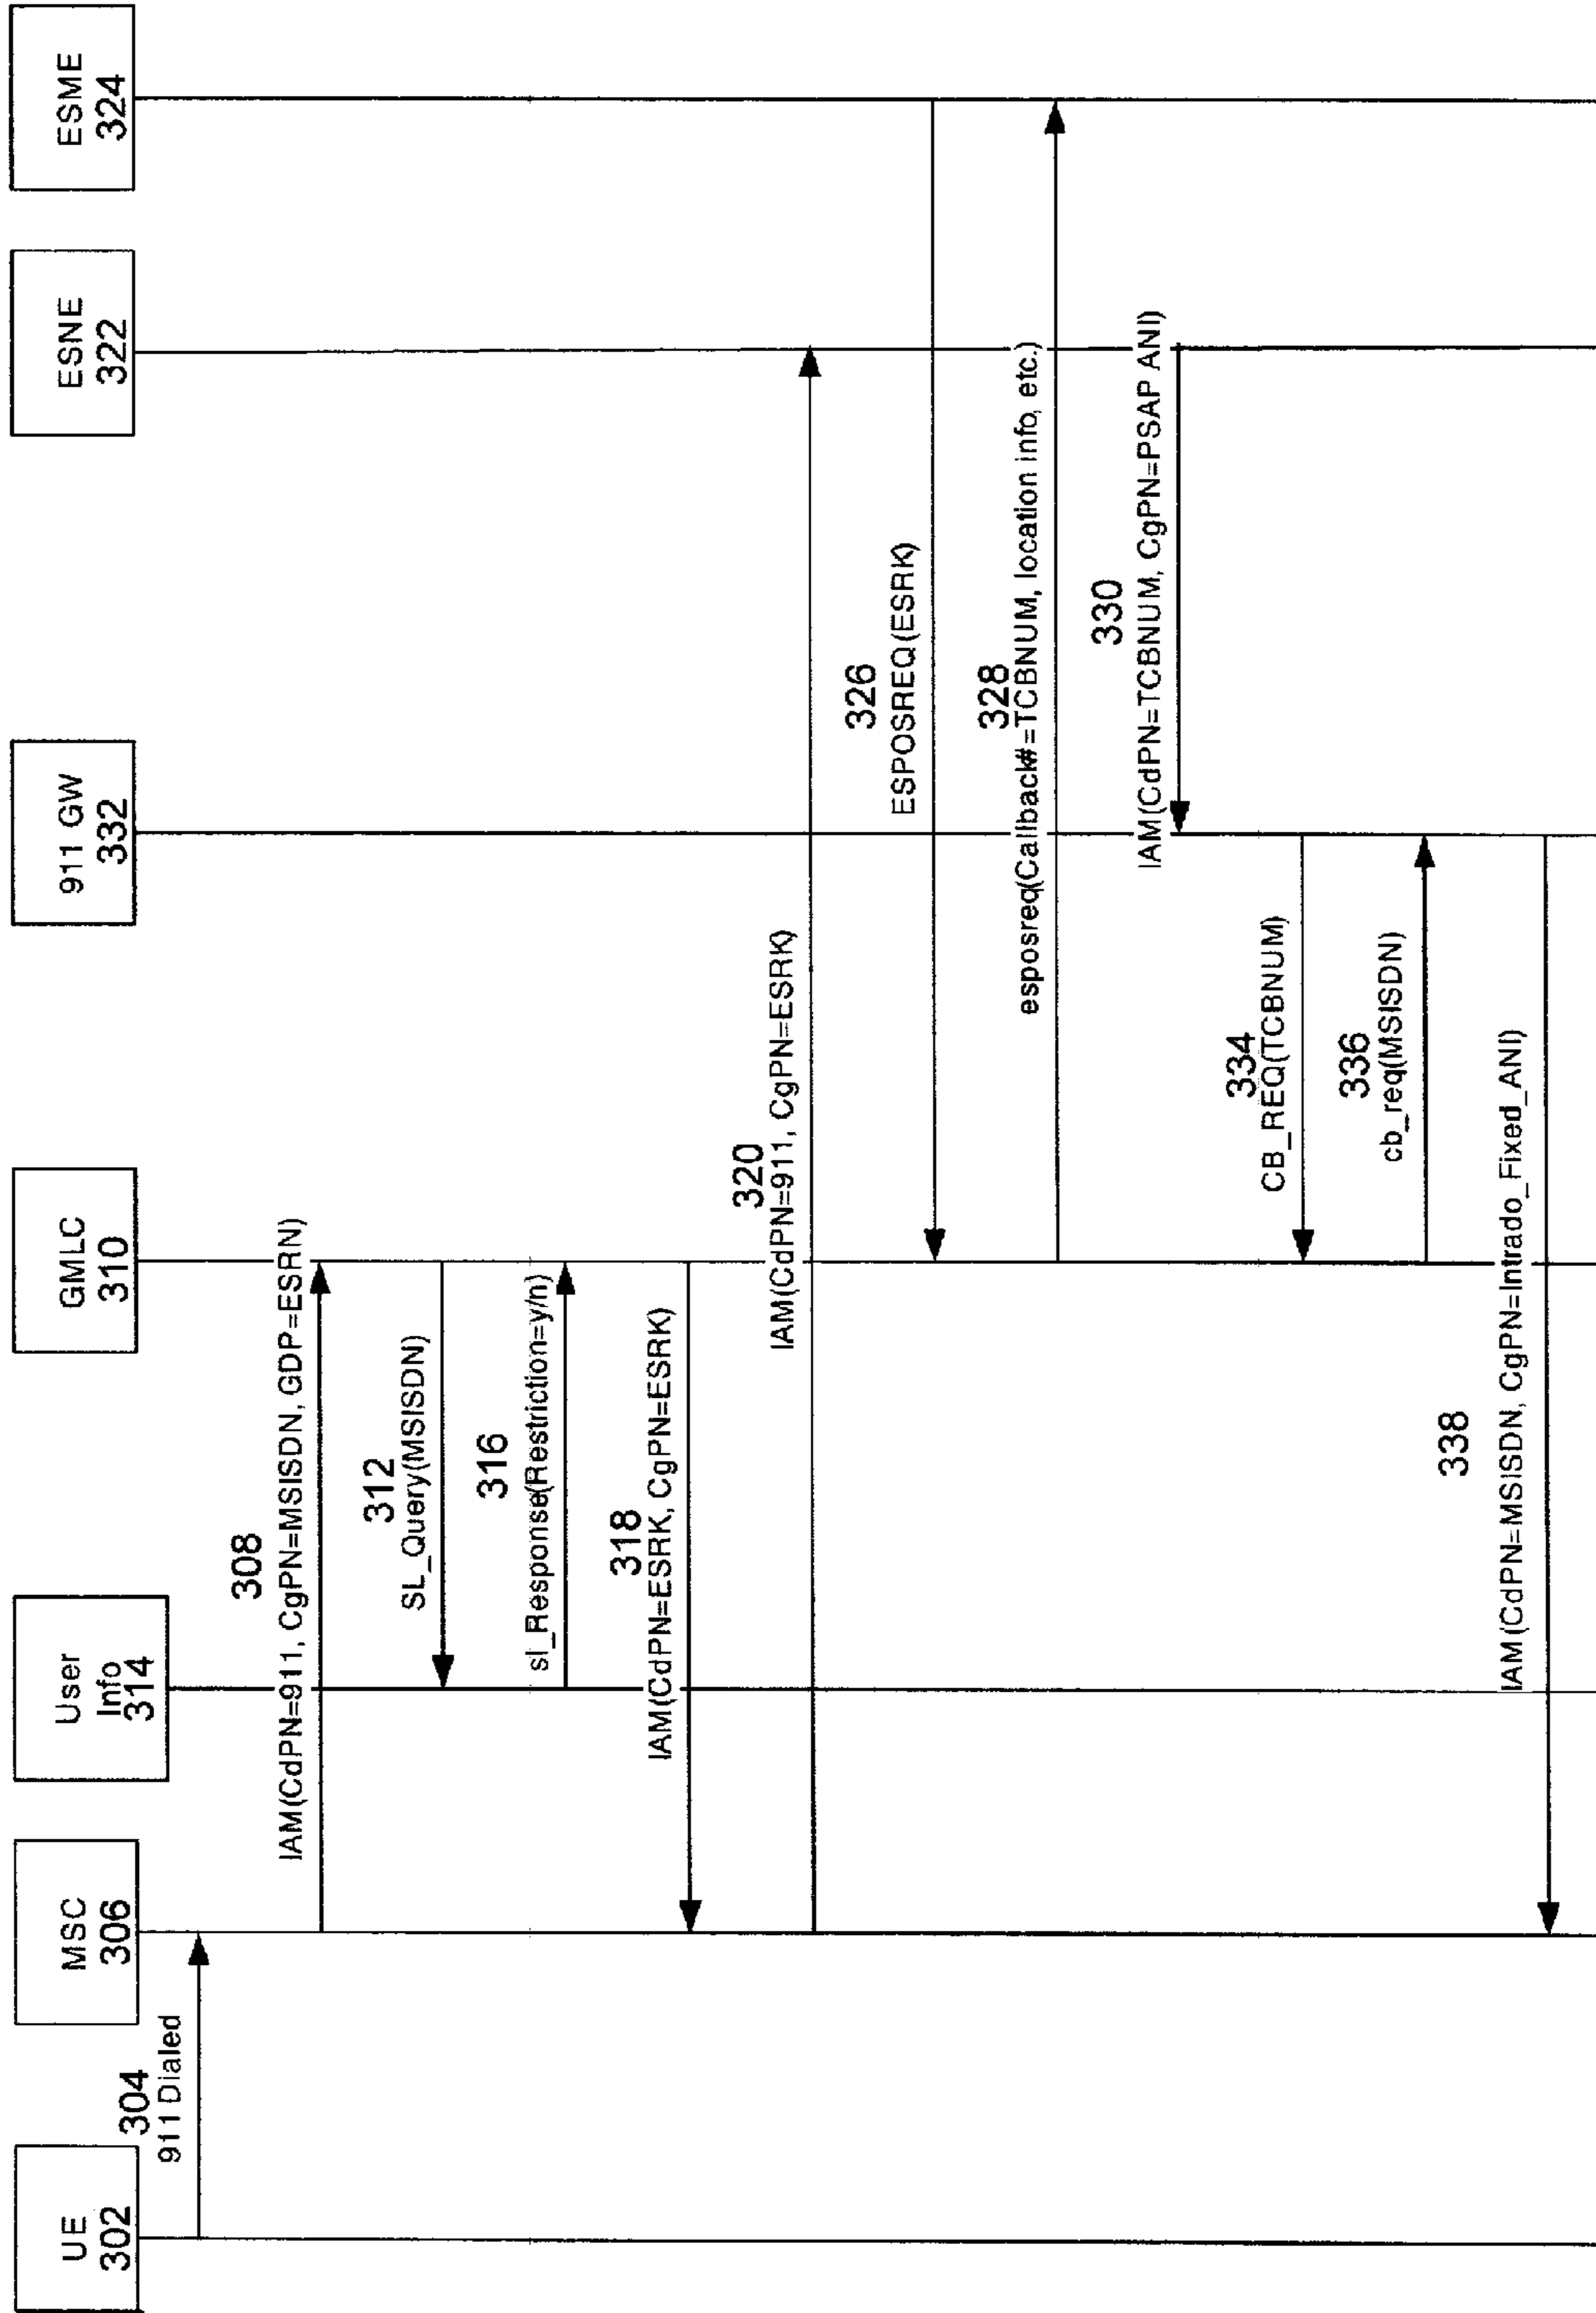 UE
302
MSC
306
User
Info
314
GMLC
310
911 GW
332
ESNE
322
ESME
324
304
911 Dialed
308
IAM(CdPN=911, CgPN=MSISDN, GDP=ESRN)
312
SL_Query(MSISDN)
316
sl_Response(Restriction=y/n)
318
IAM(CdPN=ESRK, CgPN=ESRK)
320
IAM(CdPN=911, CgPN=ESRK)
326
ESPOSREQ(ESRK)
328
esposreq(Callback#=TCBNUM, location info, etc.)
330
IAM(CdPN=TCBNUM, CgPN=PSAP ANI)
334
CB_REQ(TCBNUM)
336
cb_req(MSISDN)
338
IAM(CdPN=MSISDN, CgPN=Intrado_Fixed_ANI)